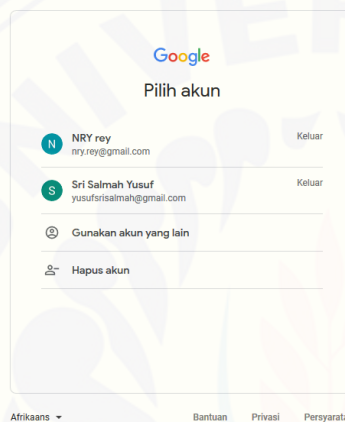 Google
Pilih akun
N
NRY rey
Keluar
nry.rey@gmail.com
S
Sri Salmah Yusuf
Keluar
yusufsrisalmah@gmail.com
Gunakan akun yang lain
Hapus akun
Afrikaans
Bantuan
Privasi
Persyarata